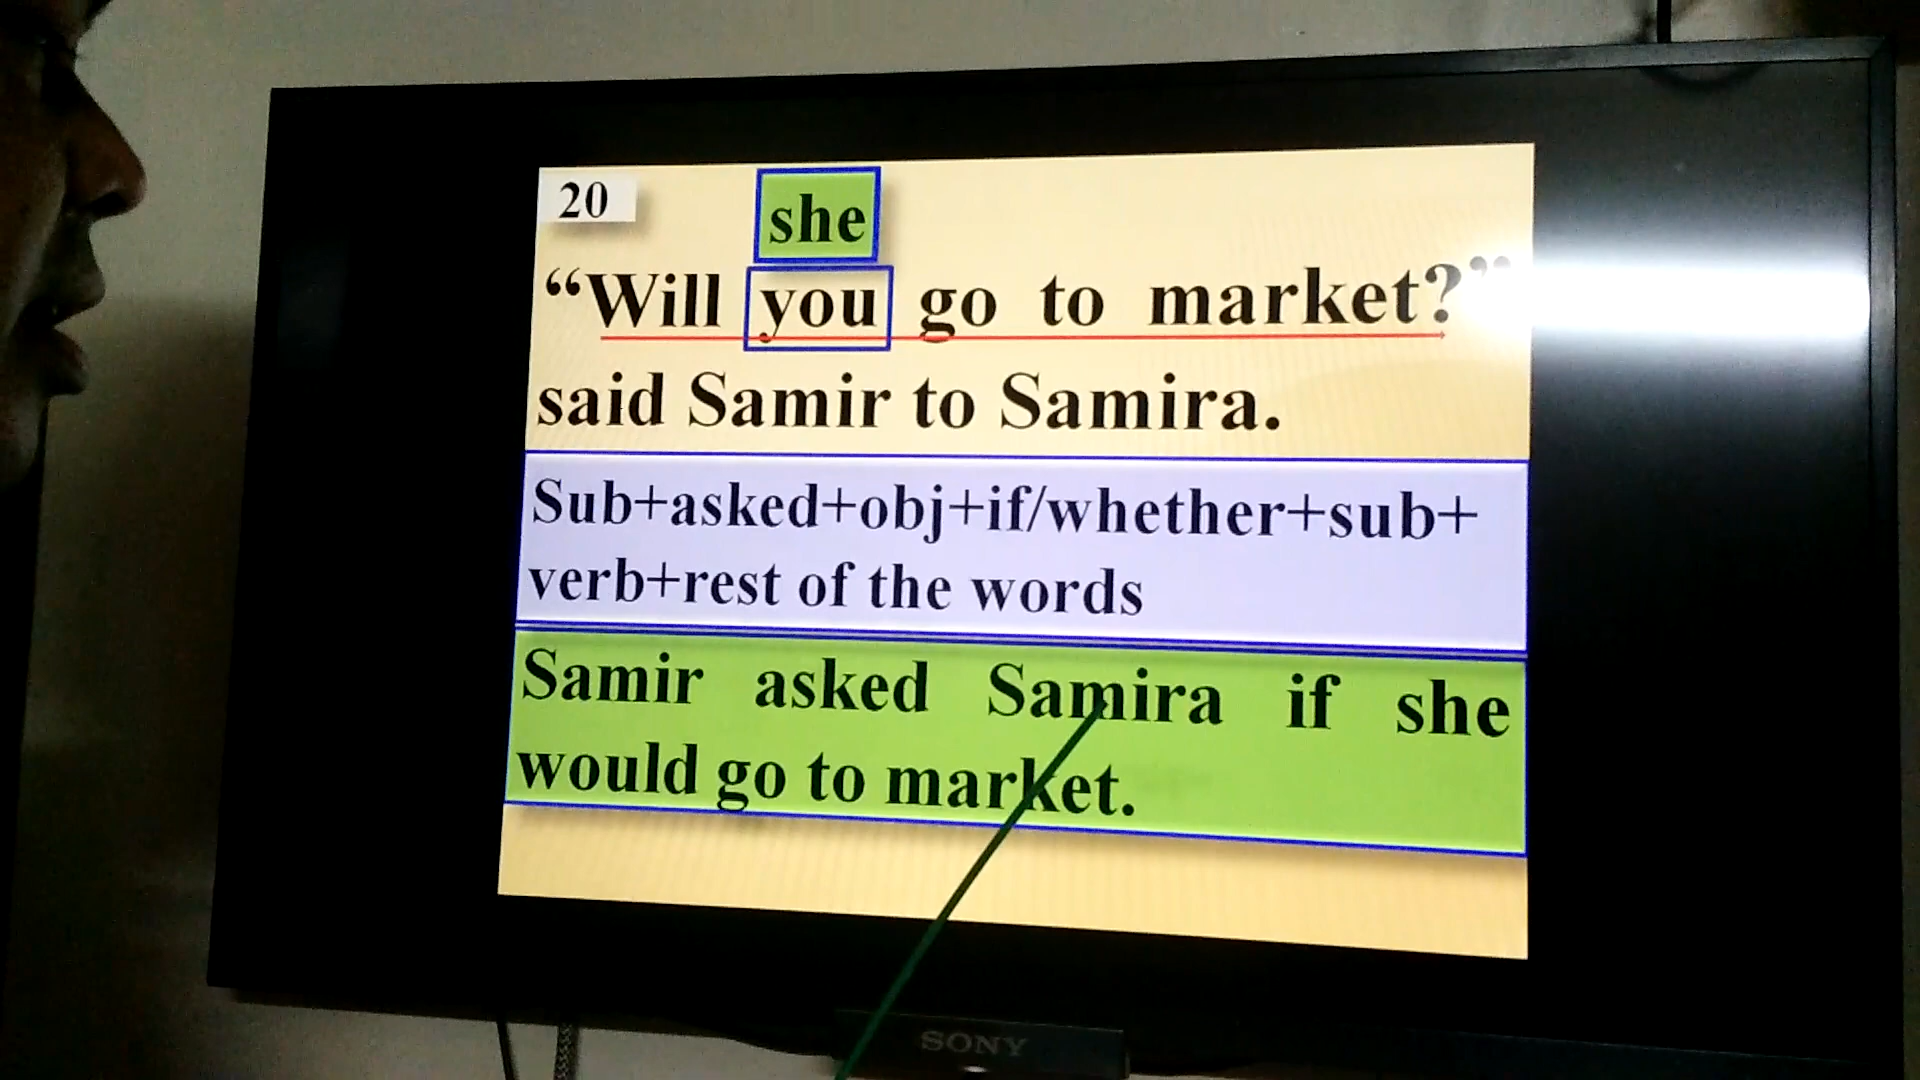 20
she
“Will you go to market?”
said Samir to Samira.
Sub+asked+obj+if/whether+sub+
verb+rest of the words
Samir asked Samira if she
would go to market.
SONY